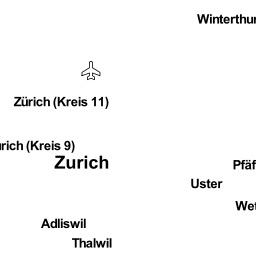 Winterthur
Zürich (Kreis 11)
rich (Kreis 9)
Zurich
Pfäf
Uster
Wet
Adliswil
Thalwil